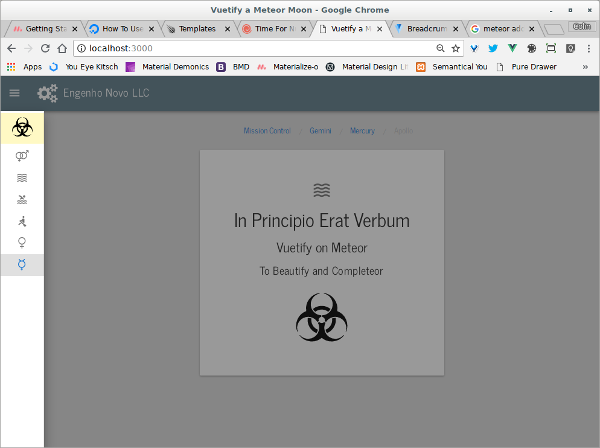 Vuetify a Meteor Moon - Google Chrome
Getting Sta
How To Use
Templates
Time For N
Vuetify a M
Breadcrum
meteor add
Colin
localhost:3000
Apps
You Eye Kitsch
Material Demonics
BMD
Materialize-o
Material Design Li
Semantical You
Pure Drawer
»
Engenho Novo LLC
Mission Control / Gemini / Mercury / Apollo
In Principio Erat Verbum
Vuetify on Meteor
To Beautify and Completeor